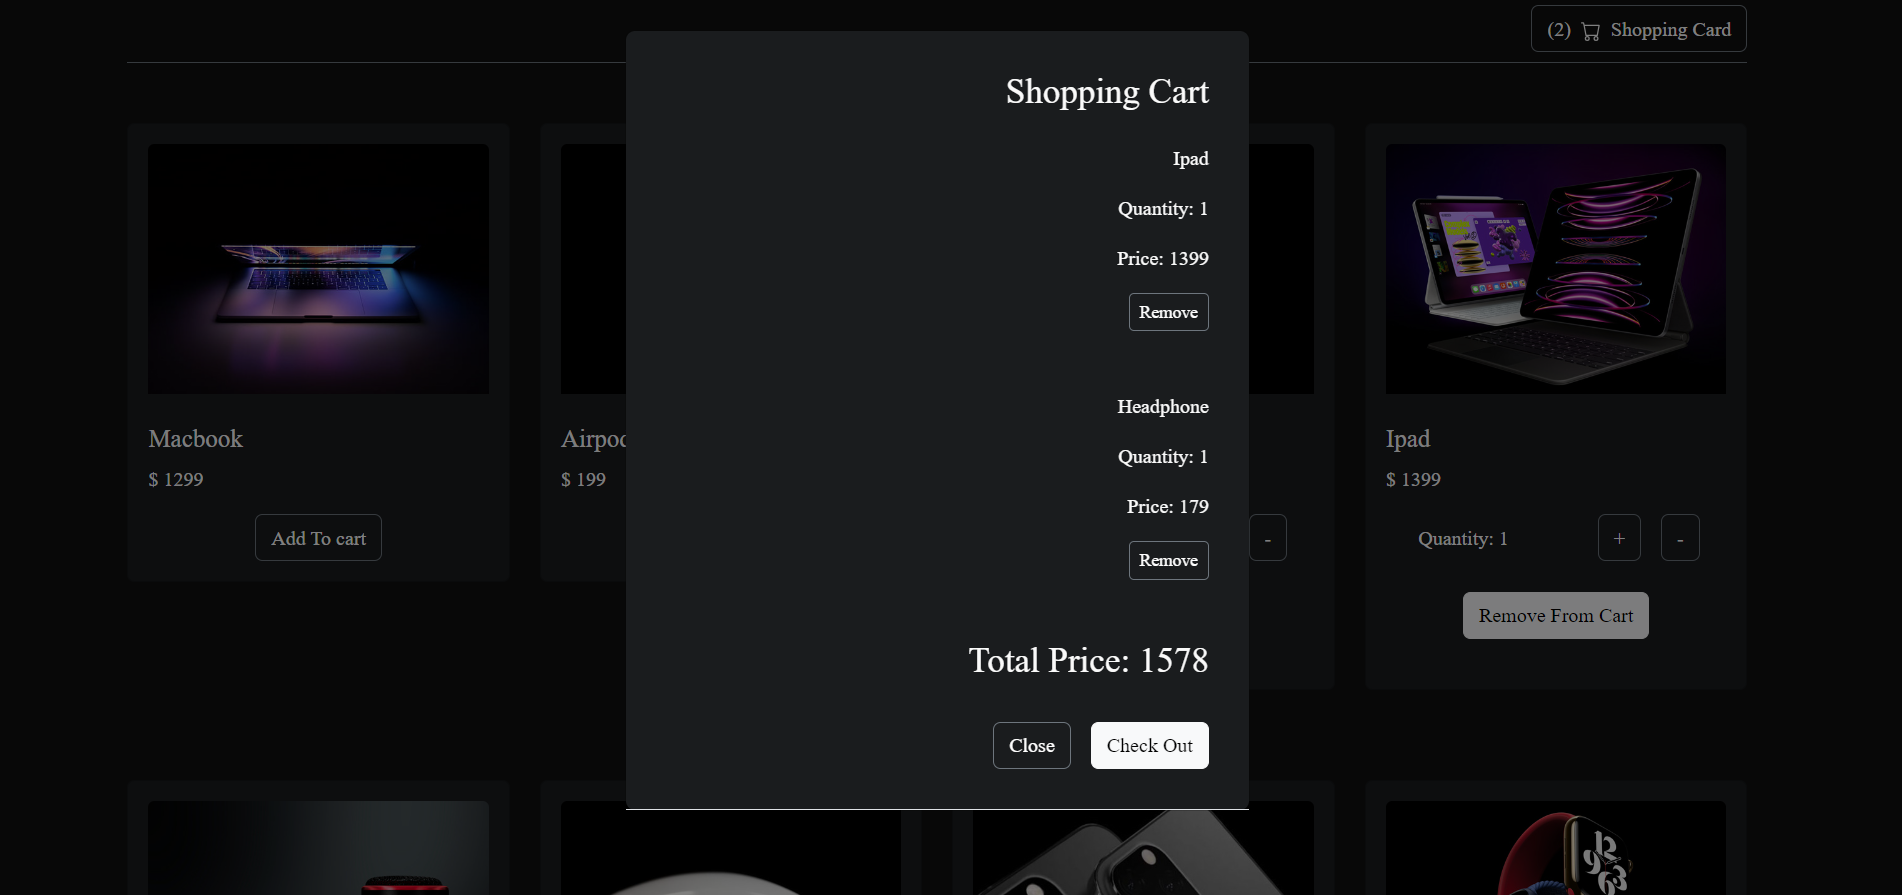 (2) Shopping Card
Shopping Cart
Ipad
Quantity: 1
Price: 1399
Remove
Headphone
Quantity: 1
Price: 179
Remove
Total Price: 1578
Close
Check Out
Macbook
$ 1299
Add To cart
$ 199
-
Ipad
$ 1399
Quantity: 1
+
-
Remove From Cart